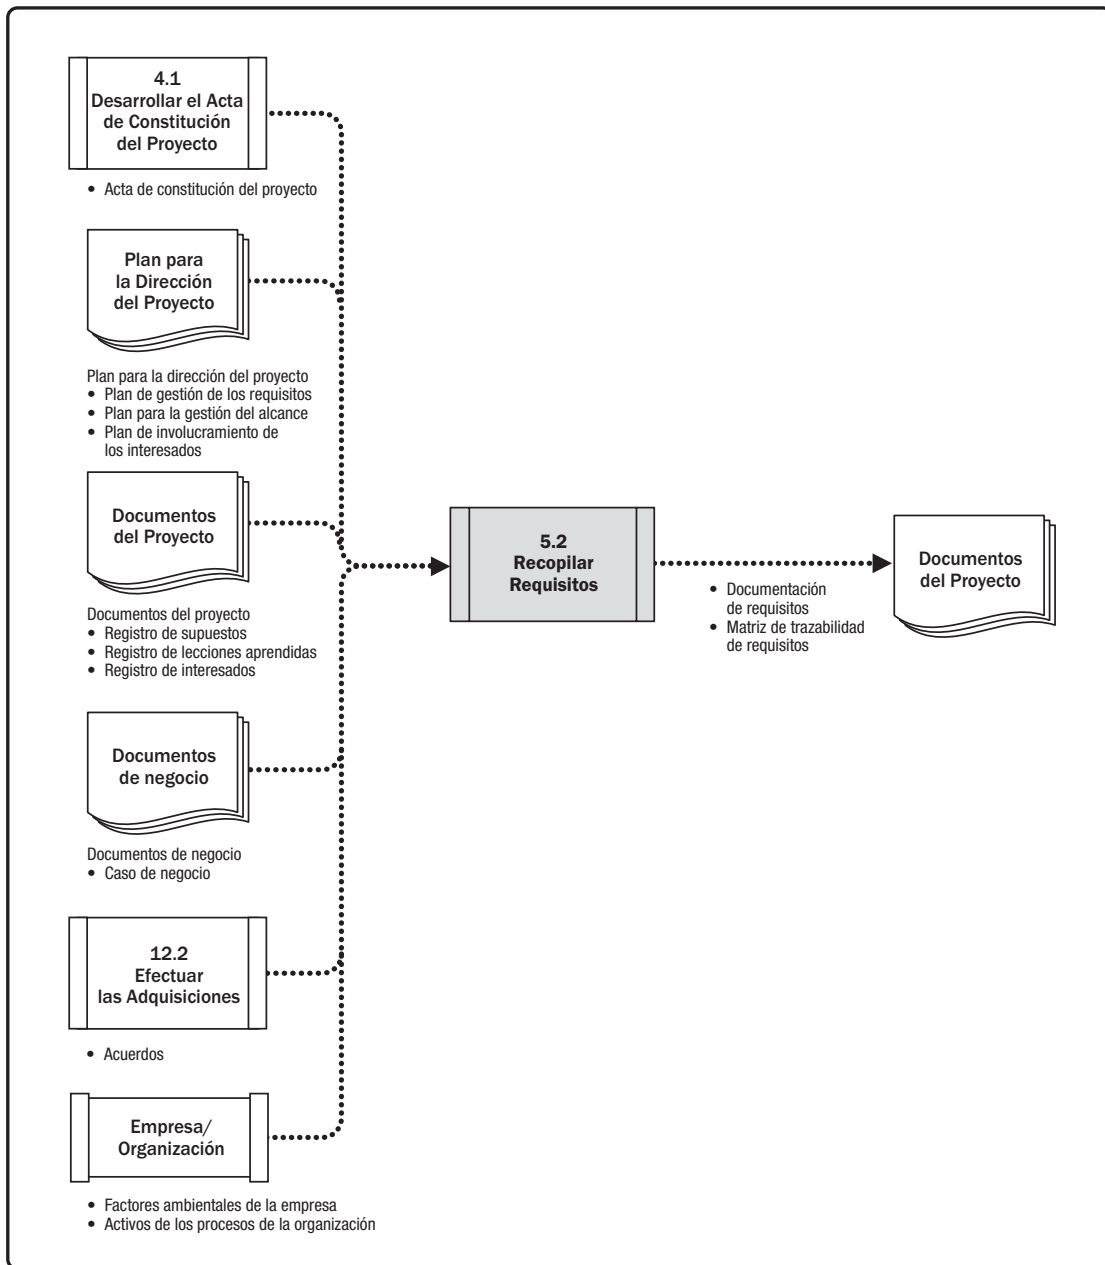 4.1
Desarrollar el Acta
de Constitución
del Proyecto
• Acta de constitución del proyecto
Plan para
la Dirección
del Proyecto
Plan para la dirección del proyecto
• Plan de gestión de los requisitos
• Plan para la gestión del alcance
• Plan de involucramiento de
los interesados
Documentos
del Proyecto
Documentos del proyecto
• Registro de supuestos
• Registro de lecciones aprendidas
• Registro de interesados
Documentos
de negocio
Documentos de negocio
• Caso de negocio
12.2
Efectuar
las Adquisiciones
• Acuerdos
Empresa/
Organización
• Factores ambientales de la empresa
• Activos de los procesos de la organización
5.2
Recopilar
Requisitos
• Documentación
de requisitos
• Matriz de trazabilidad
de requisitos
Documentos
del Proyecto